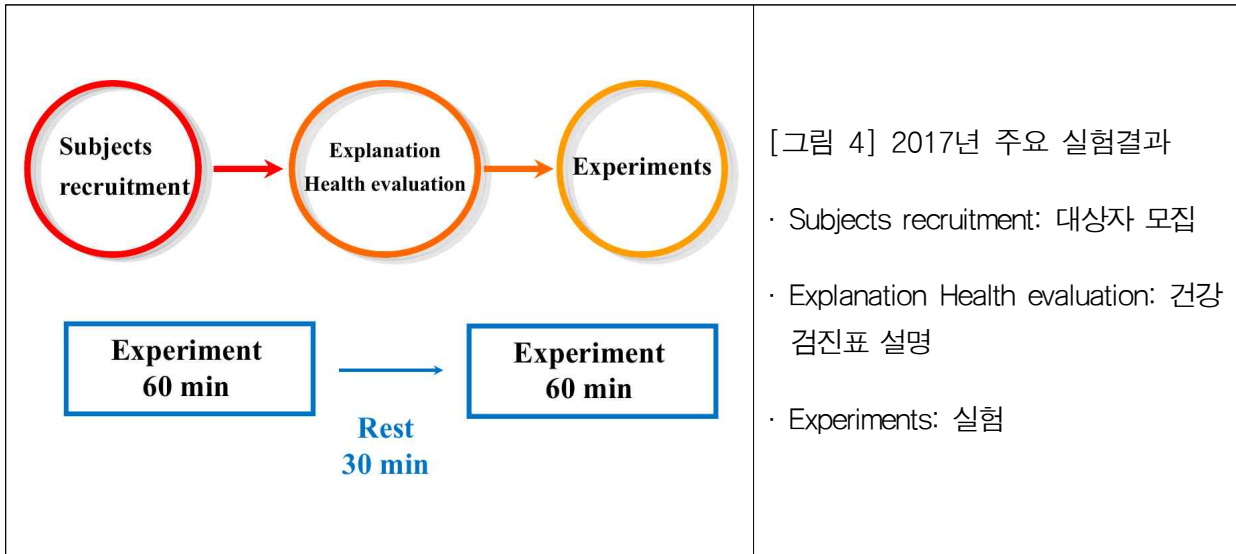 Subjects
recruitment
Explanation
Health evaluation
Experiments
Experiment
60 min
Rest
30 min
Experiment
60 min
[그림 4] 2017년 주요 실험결과
· Subjects recruitment: 대상자 모집
· Explanation Health evaluation: 건강
검진표 설명
· Experiments: 실험